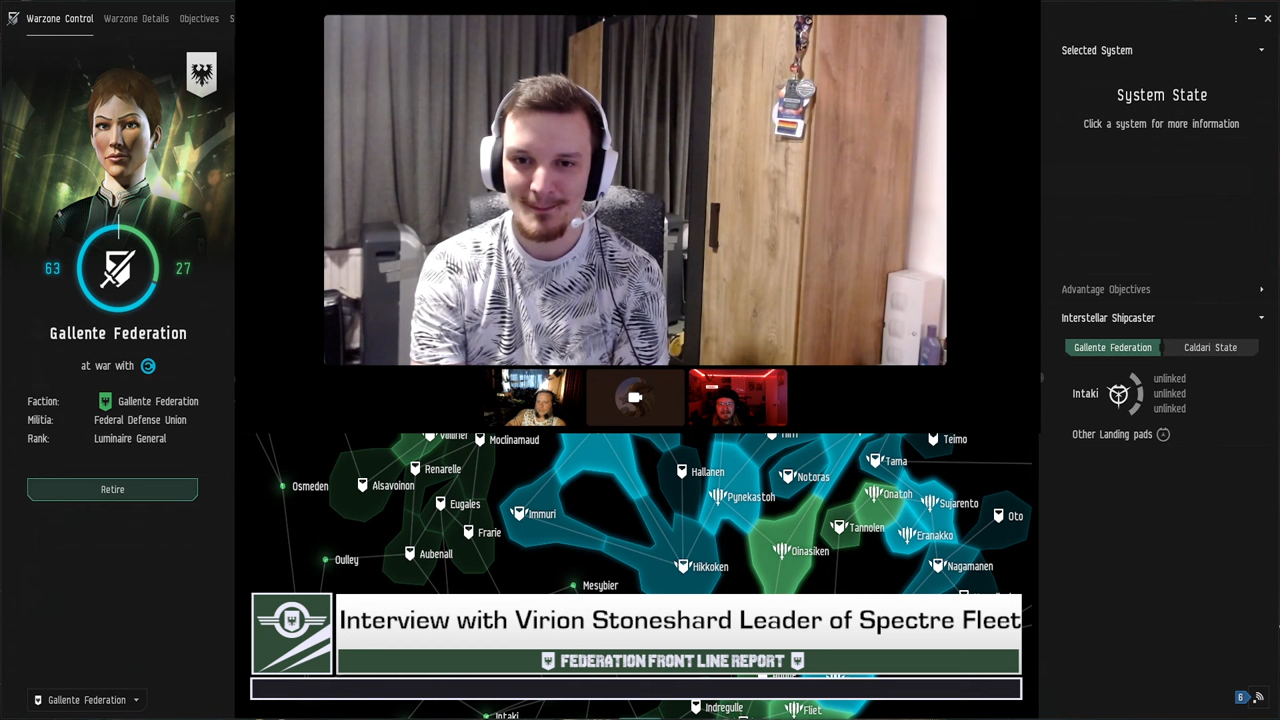 Warzone Control
Warzone Details
Objectives
S
63
27
Gallente Federation
at war with
Faction: Gallente Federation
Militia: Federal Defense Union
Rank: Luminaire General
Retire
Gallente Federation
Selected System
System State
Click a system for more information
Advantage Objectives
Interstellar Shipcaster
Gallente Federation
Caldari State
Intaki
unlinked
unlinked
unlinked
Other Landing pads
6
Moclinamaud
Teimo
Renarelle
Hallanen
Notoras
Tama
Osmeden
Alsavoinon
Pynekastoh
Onatoh
Sujarento
Eugales
Immuri
Tannolen
Oto
Frarie
Eranakko
Oulley
Aubenall
Oinasiken
Hikkoken
Nagamanen
Mesybier
Interview with Virion Stoneshard Leader of Spectre Fleet
FEDERATION FRONT LINE REPORT
Intaki
Indregulle
Fliet